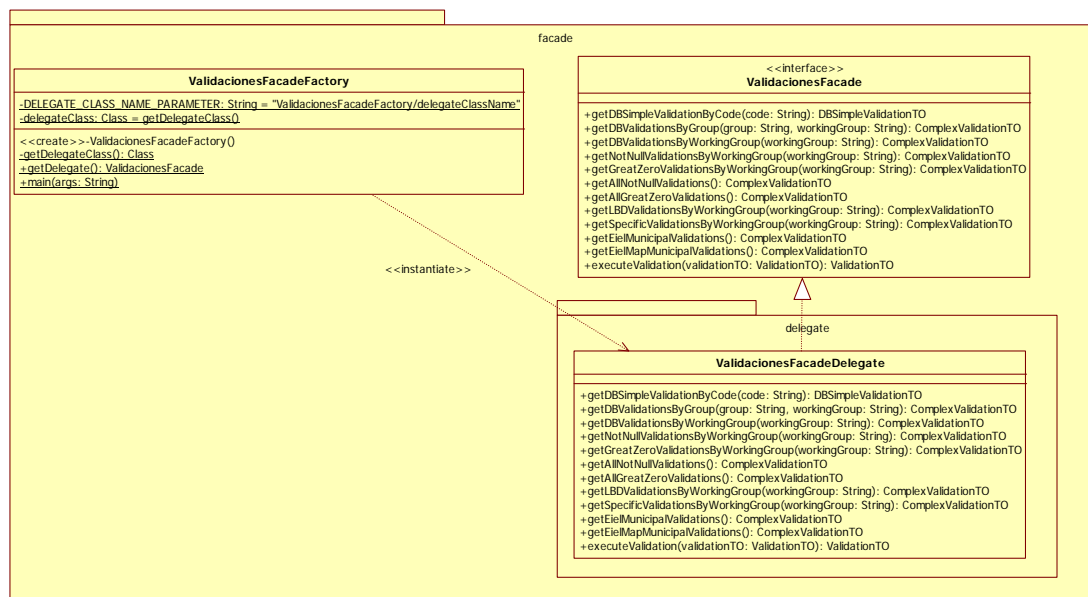 facade
ValidacionesFacadeFactory
-DELEGATE_CLASS_NAME_PARAMETER: String = "ValidacionesFacadeFactory/delegateClassName"
-delegateClass: Class = getDelegateClass()
<<create>>-ValidacionesFacadeFactory()
-getDelegateClass(): Class
+getDelegate(): ValidacionesFacade
+main(args: String)
<<interface>>
ValidacionesFacade
+getDBSimpleValidationByCode(code: String): DBSimpleValidationTO
+getDBValidationsByGroup(group: String, workingGroup: String): ComplexValidationTO
+getDBValidationsByWorkingGroup(workingGroup: String): ComplexValidationTO
+getNotNullValidationsByWorkingGroup(workingGroup: String): ComplexValidationTO
+getGreatZeroValidationsByWorkingGroup(workingGroup: String): ComplexValidationTO
+getAllNotNullValidations(): ComplexValidationTO
+getAllGreatZeroValidations(): ComplexValidationTO
+getLBDValidationsByWorkingGroup(workingGroup: String): ComplexValidationTO
+getSpecificValidationsByWorkingGroup(workingGroup: String): ComplexValidationTO
+getEielMunicipalValidations(): ComplexValidationTO
+getEielMapMunicipalValidations(): ComplexValidationTO
+executeValidation(validationTO: ValidationTO): ValidationTO
<<instantiate>>
delegate
ValidacionesFacadeDelegate
+getDBSimpleValidationByCode(code: String): DBSimpleValidationTO
+getDBValidationsByGroup(group: String, workingGroup: String): ComplexValidationTO
+getDBValidationsByWorkingGroup(workingGroup: String): ComplexValidationTO
+getNotNullValidationsByWorkingGroup(workingGroup: String): ComplexValidationTO
+getGreatZeroValidationsByWorkingGroup(workingGroup: String): ComplexValidationTO
+getAllNotNullValidations(): ComplexValidationTO
+getAllGreatZeroValidations(): ComplexValidationTO
+getLBDValidationsByWorkingGroup(workingGroup: String): ComplexValidationTO
+getSpecificValidationsByWorkingGroup(workingGroup: String): ComplexValidationTO
+getEielMunicipalValidations(): ComplexValidationTO
+getEielMapMunicipalValidations(): ComplexValidationTO
+executeValidation(validationTO: ValidationTO): ValidationTO